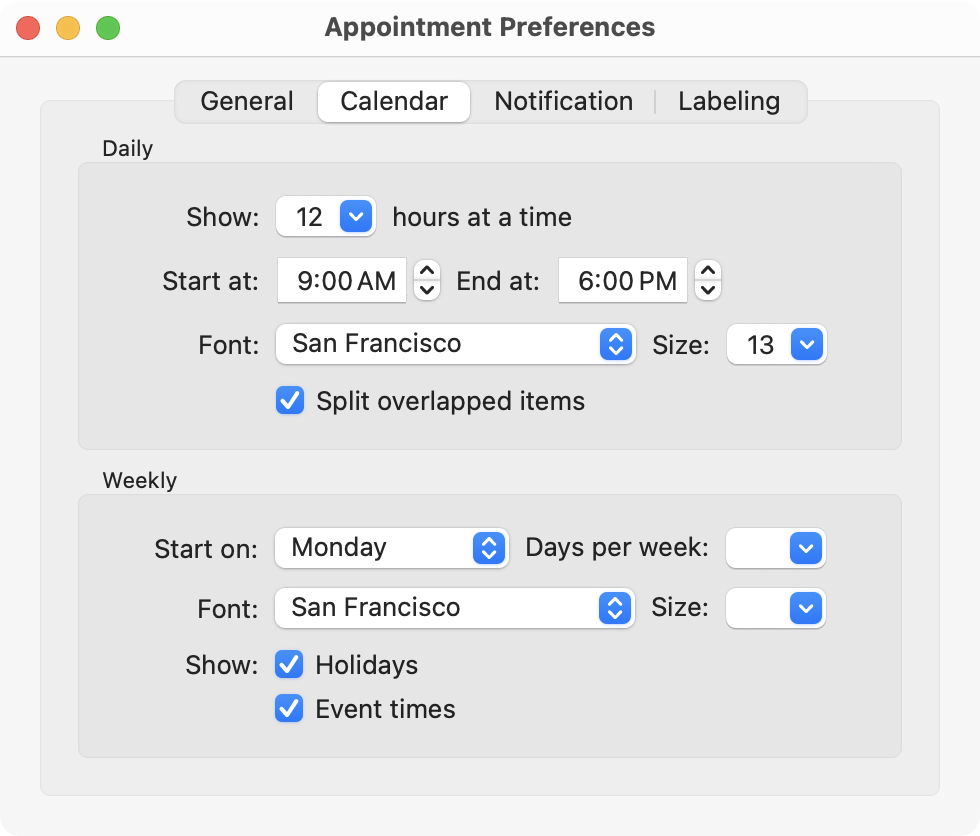 Appointment Preferences
General Calendar Notification Labeling
Daily
Show: 12 hours at a time
Start at: 9:00 AM End at: 6:00 PM
Font: San Francisco Size: 13
Split overlapped items
Weekly
Start on: Monday Days per week:
Font: San Francisco Size:
Show: Holidays
Event times